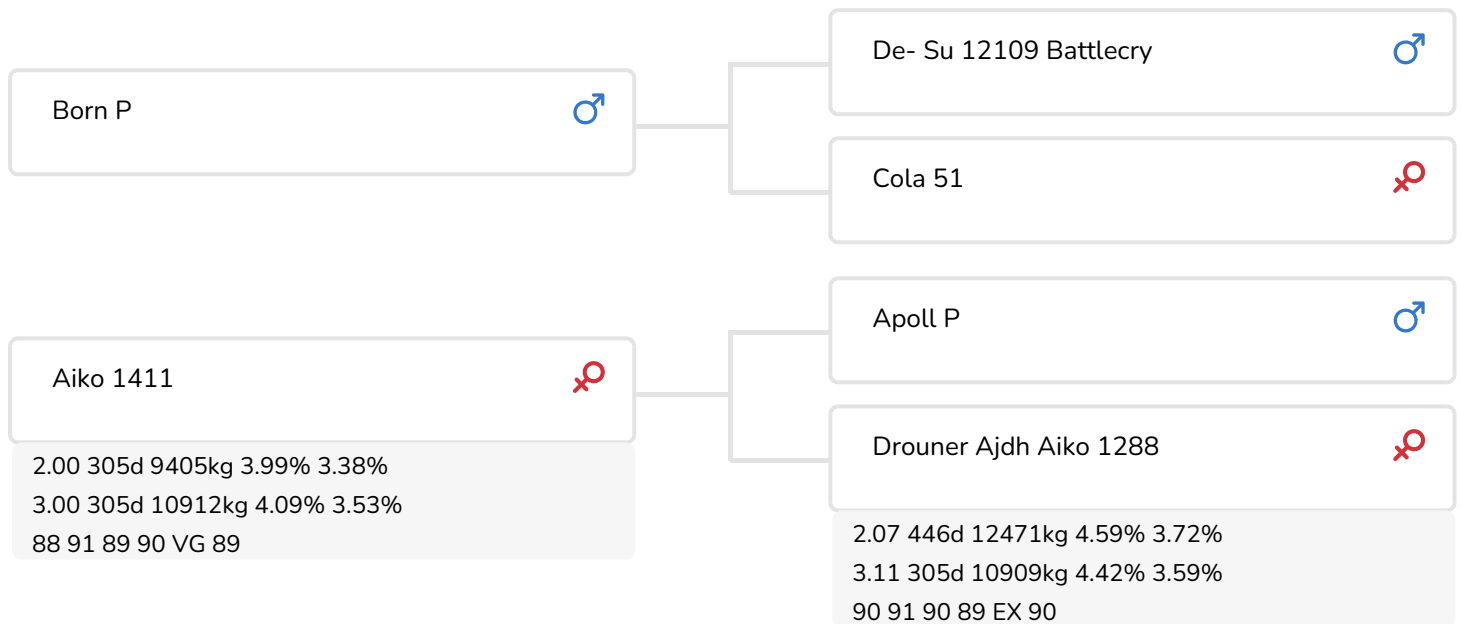 Born P
De- Su 12109 Battlecry
Cola 51
Aiko 1411
2.00 305d 9405kg 3.99% 3.38%
3.00 305d 10912kg 4.09% 3.53%
88 91 89 90 VG 89
Apoll P
Drouner Ajdh Aiko 1288
2.07 446d 12471kg 4.59% 3.72%
3.11 305d 10909kg 4.42% 3.59%
90 91 90 89 EX 90